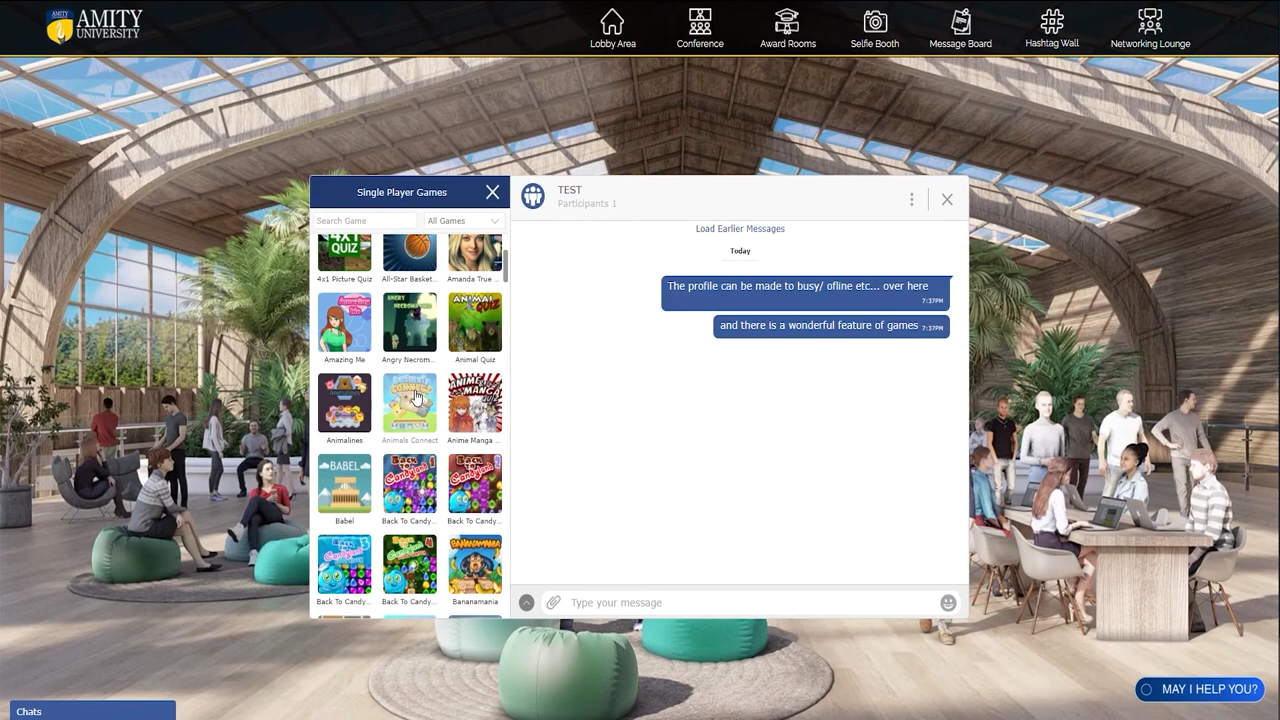 AMITY
UNIVERSITY
Lobby Area
Conference
Award Rooms
Selfie Booth
Message Board
Hashtag Wall
Networking Lounge
Single Player Games
Search Game
All Games
4X1
QUIZ
4x1 Picture Quiz
All-Star Basket...
Amanda True ...
Amazing Me
Angry Necrom...
Animal Quiz
Animalines
Animals Connect
Anime Manga ...
BABEL
Babel
Back To Candy...
Back To Candy...
Back To Candy...
Back To Candy...
BANANAMANIA
Bananamania
TEST
Participants 1
Load Earlier Messages
Today
The profile can be made to busy/ ofline etc... over here
7:37PM
and there is a wonderful feature of games 7:37PM
Type your message
MAY I HELP YOU?
Chats